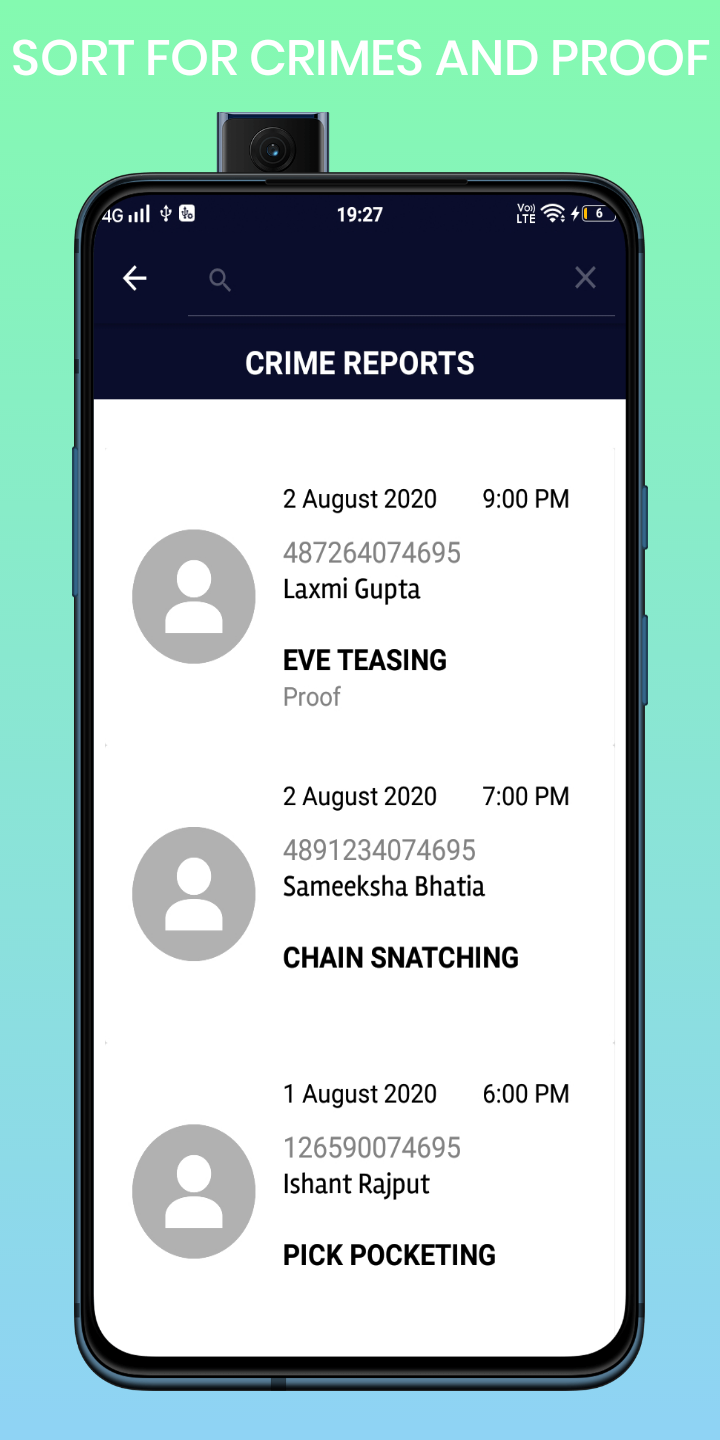 SORT FOR CRIMES AND PROOF
4G 19:27 Vo) LTE 6
CRIME REPORTS
2 August 2020 9:00 PM
487264074695
Laxmi Gupta
EVE TEASING
Proof
2 August 2020 7:00 PM
4891234074695
Sameeksha Bhatia
CHAIN SNATCHING
1 August 2020 6:00 PM
126590074695
Ishant Rajput
PICK POCKETING